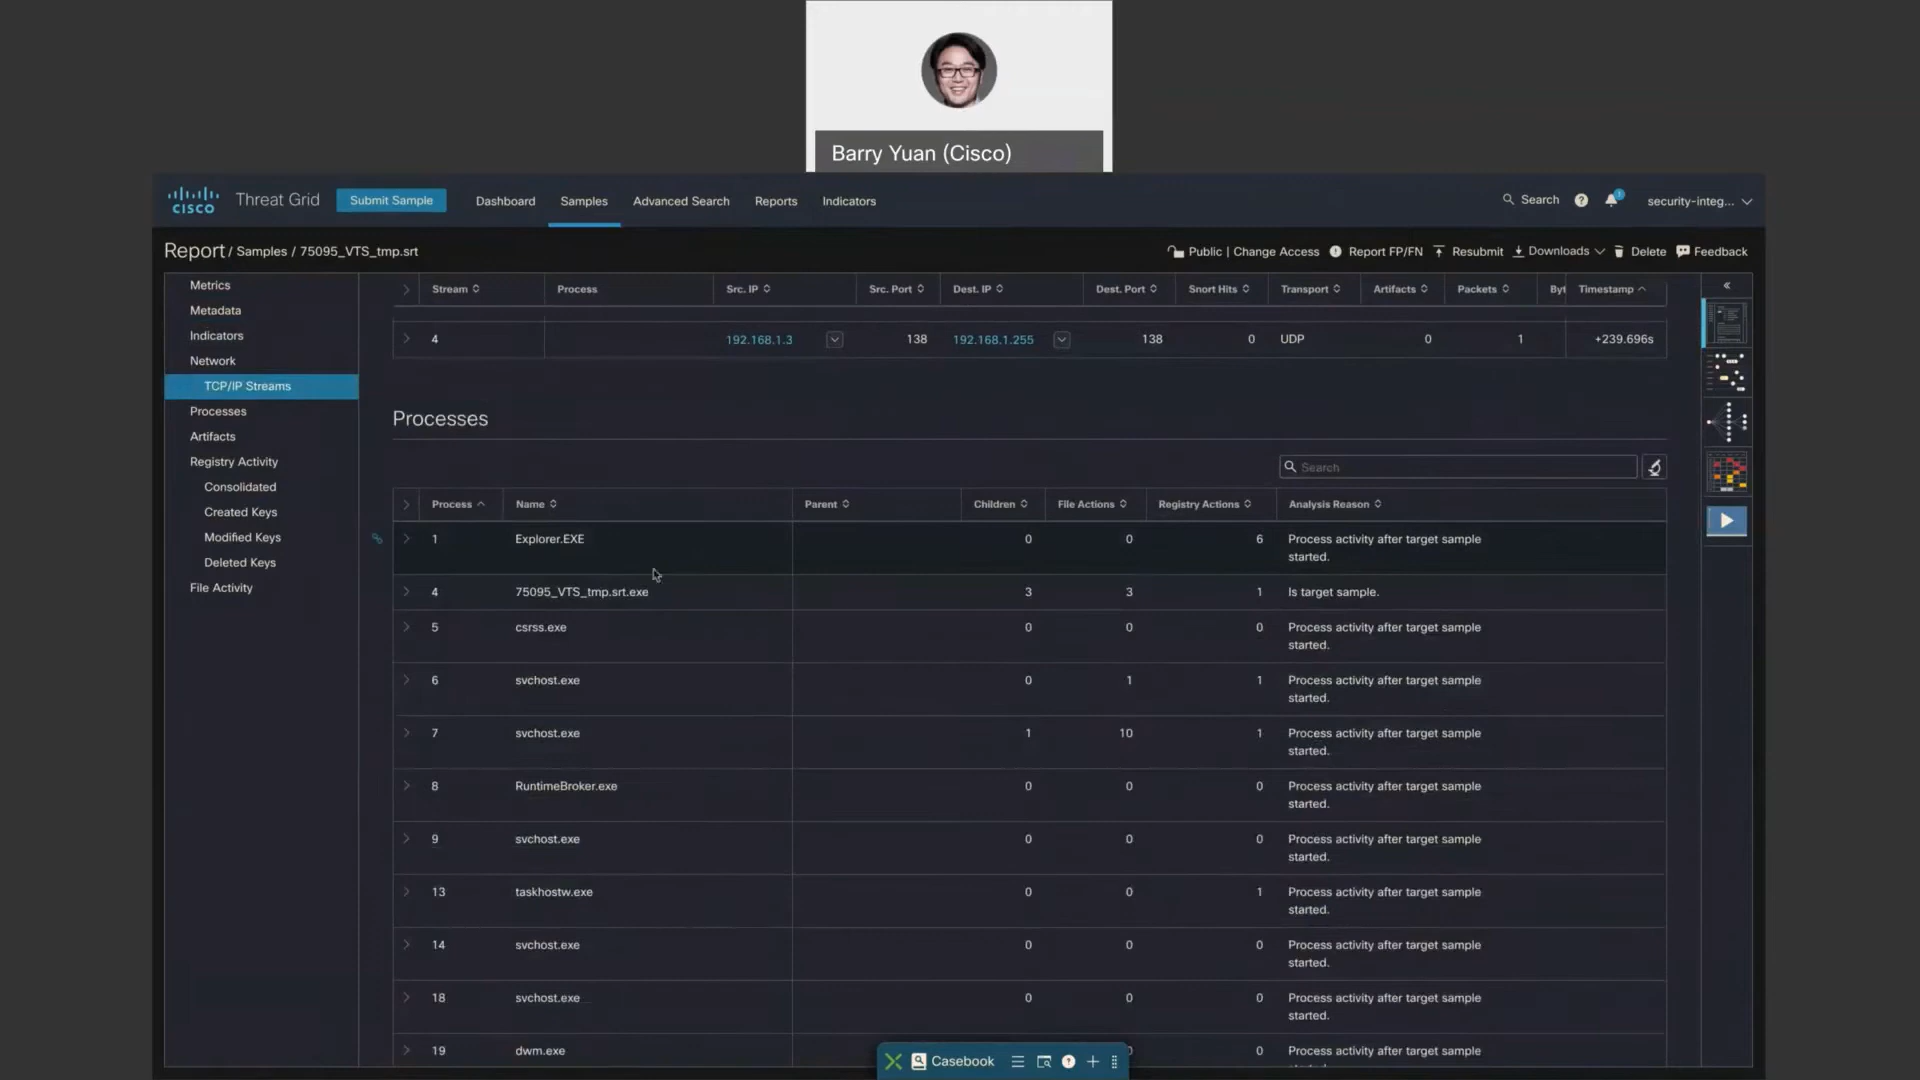 Barry Yuan (Cisco)
CISCO Threat Grid Submit Sample Dashboard Samples Advanced Search Reports Indicators Search ? security-integ...
Report / Samples / 75095_VTS_tmp.srt Public | Change Access Report FP/FN Resubmit Downloads Delete Feedback
Metrics
Metadata
Indicators
Network
TCP/IP Streams
Processes
Artifacts
Registry Activity
Consolidated
Created Keys
Modified Keys
Deleted Keys
File Activity
Stream Process Src. IP Src. Port Dest. IP Dest. Port Snort Hits Transport Artifacts Packets Byt Timestamp
4 192.168.1.3 138 192.168.1.255 138 0 UDP 0 1 +239.696s
Processes
Search
Process Name Parent Children File Actions Registry Actions Analysis Reason
1 Explorer.EXE 0 0 6 Process activity after target sample
started.
4 75095_VTS_tmp.srt.exe 3 3 1 Is target sample.
5 csrss.exe 0 0 0 Process activity after target sample
started.
6 svchost.exe 0 1 1 Process activity after target sample
started.
7 svchost.exe 1 10 1 Process activity after target sample
started.
8 RuntimeBroker.exe 0 0 0 Process activity after target sample
started.
9 svchost.exe 0 0 0 Process activity after target sample
started.
13 taskhostw.exe 0 0 1 Process activity after target sample
started.
14 svchost.exe 0 0 0 Process activity after target sample
started.
18 svchost.exe 0 0 0 Process activity after target sample
started.
19 dwm.exe 0 Process activity after target sample
Casebook ?